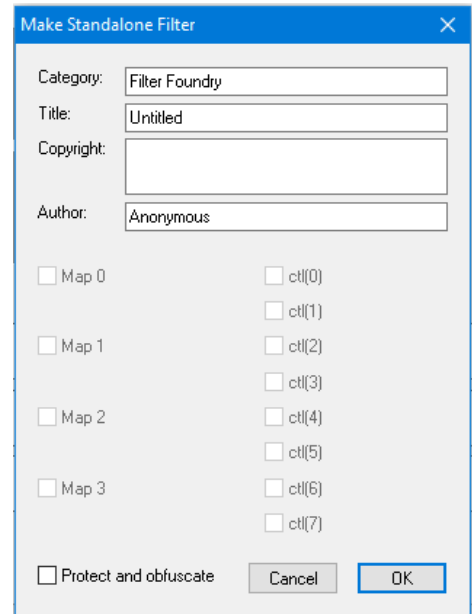 Make Standalone Filter
Category: Filter Foundry
Title: Untitled
Copyright:
Author: Anonymous
Map 0 ctl(0)
ctl(1)
Map 1 ctl(2)
ctl(3)
Map 2 ctl(4)
ctl(5)
Map 3 ctl(6)
ctl(7)
Protect and obfuscate Cancel OK